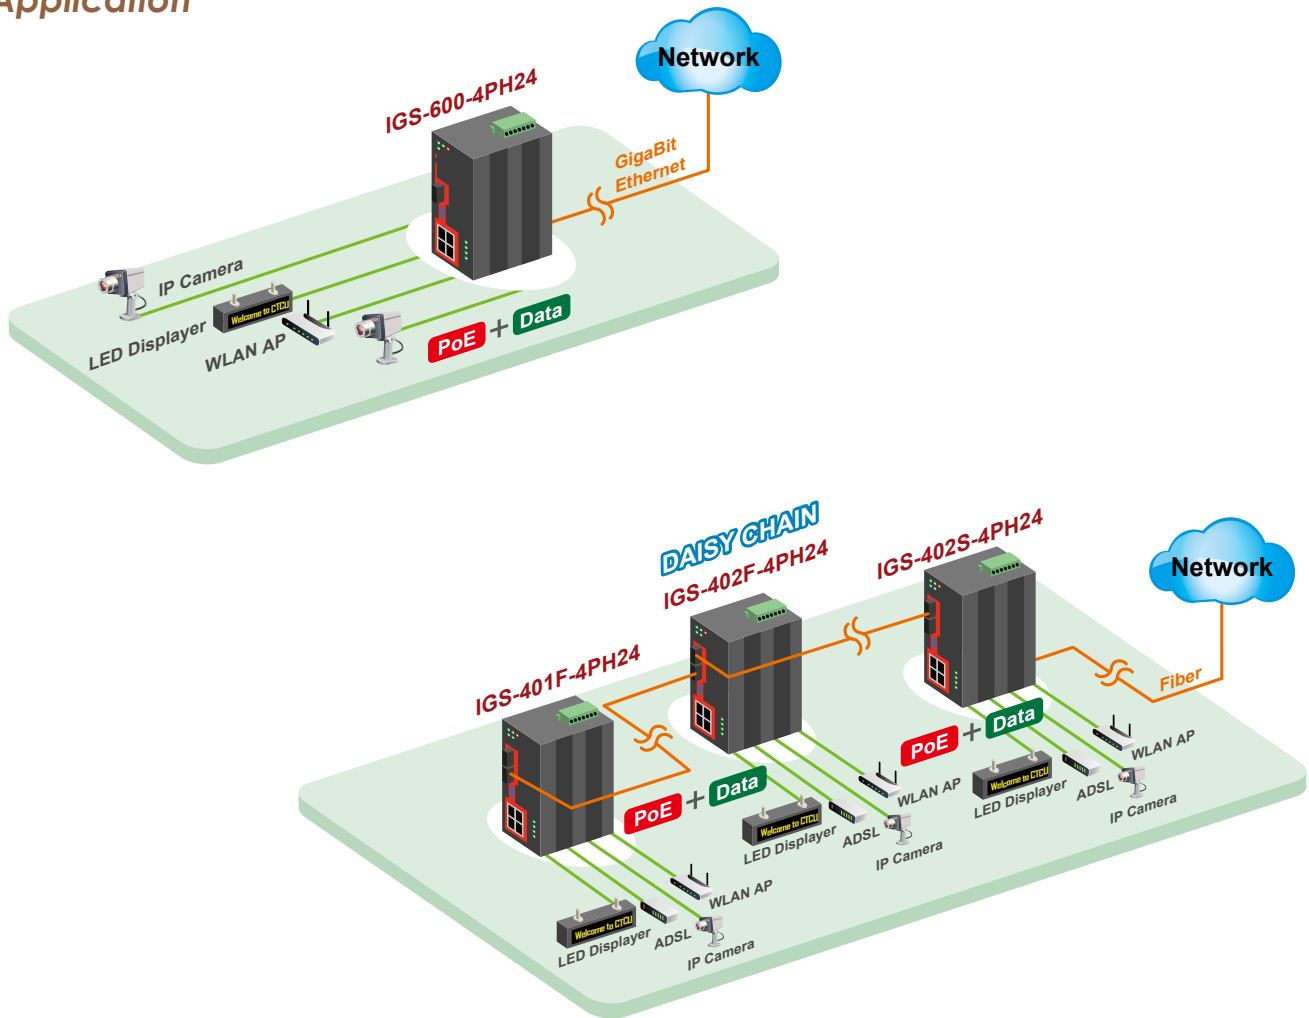 Application
Network
IGS-600-4PH24
GigaBit
Ethernet
IP Camera
LED Displayer
Welcome to CTCU
WLAN AP
PoE + Data
DAISY CHAIN
IGS-402F-4PH24
IGS-402S-4PH24
Network
IGS-401F-4PH24
Fiber
PoE + Data
WLAN AP
Welcome to CTCU
LED Displayer
ADSL
IP Camera
PoE + Data
WLAN AP
Welcome to CTCU
LED Displayer
ADSL
IP Camera
WLAN AP
Welcome to CTCU
LED Displayer
ADSL
IP Camera